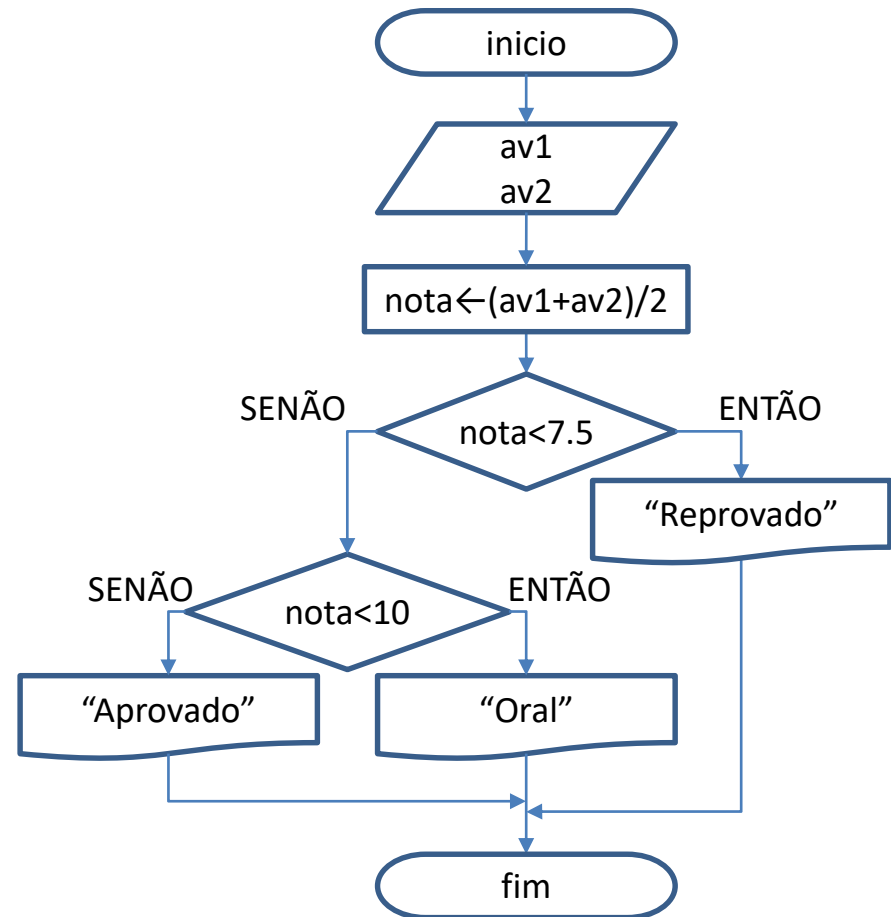 inicio
av1
av2
nota←(av1+av2)/2
SENÃO
ENTÃO
nota<7.5
“Reprovado”
SENÃO
ENTÃO
nota<10
“Aprovado”
“Oral”
fim